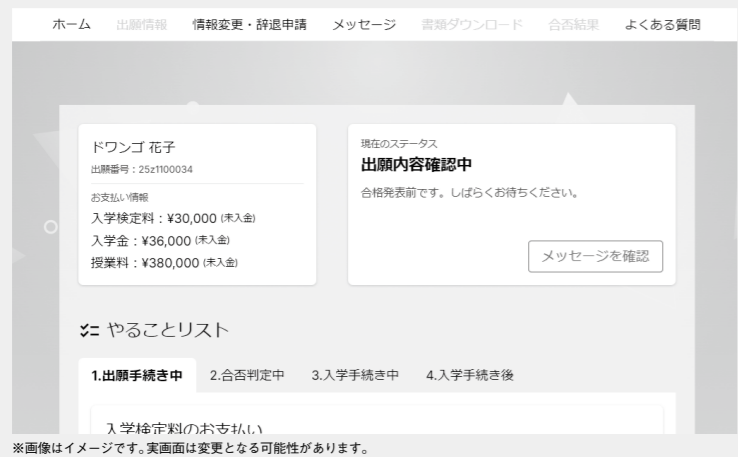 ホーム 出願情報 情報変更・辞退申請 メッセージ 書類ダウンロード 合否結果 よくある質問
ドワンゴ 花子
出願番号：25z1100034
お支払い情報
入学検定料：¥30,000 (未入金)
入学金：¥36,000 (未入金)
授業料：¥380,000 (未入金)
現在のステータス
出願内容確認中
合格発表前です。しばらくお待ちください。
メッセージを確認
やることリスト
1.出願手続き中 2.合否判定中 3.入学手続き中 4.入学手続き後
入学検定料のお支払い
※画像はイメージです。実画面は変更となる可能性があります。